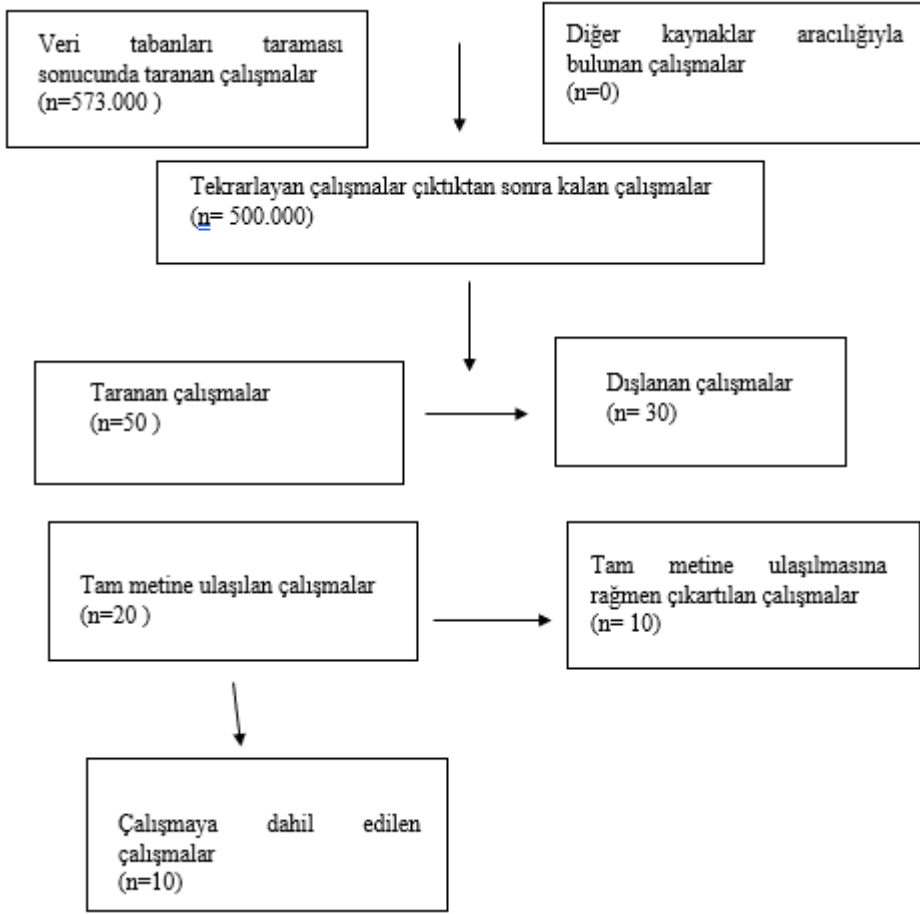 Veri tabanları taraması
sonucunda taranan çalışmalar
(n=573.000 )
Diğer kaynaklar aracılığıyla
bulunan çalışmalar
(n=0)
Tekrarlayan çalışmalar çıktıktan sonra kalan çalışmalar
(n= 500.000)
Taranan çalışmalar
(n=50 )
Dışlanan çalışmalar
(n= 30)
Tam metine ulaşılan çalışmalar
(n=20 )
Tam metine ulaşılmasına
rağmen çıkartılan çalışmalar
(n= 10)
Çalışmaya dahil edilen
çalışmalar
(n=10)